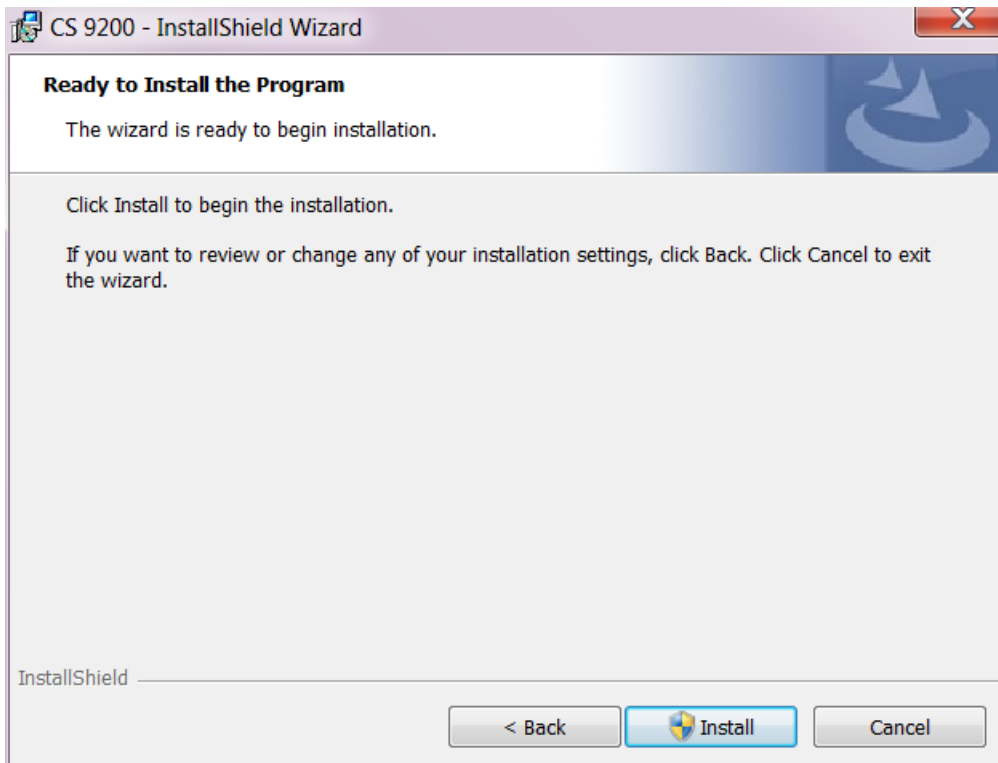 CS 9200 - InstallShield Wizard
Ready to Install the Program
The wizard is ready to begin installation.
Click Install to begin the installation.
If you want to review or change any of your installation settings, click Back. Click Cancel to exit
the wizard.
InstallShield
< Back Install Cancel